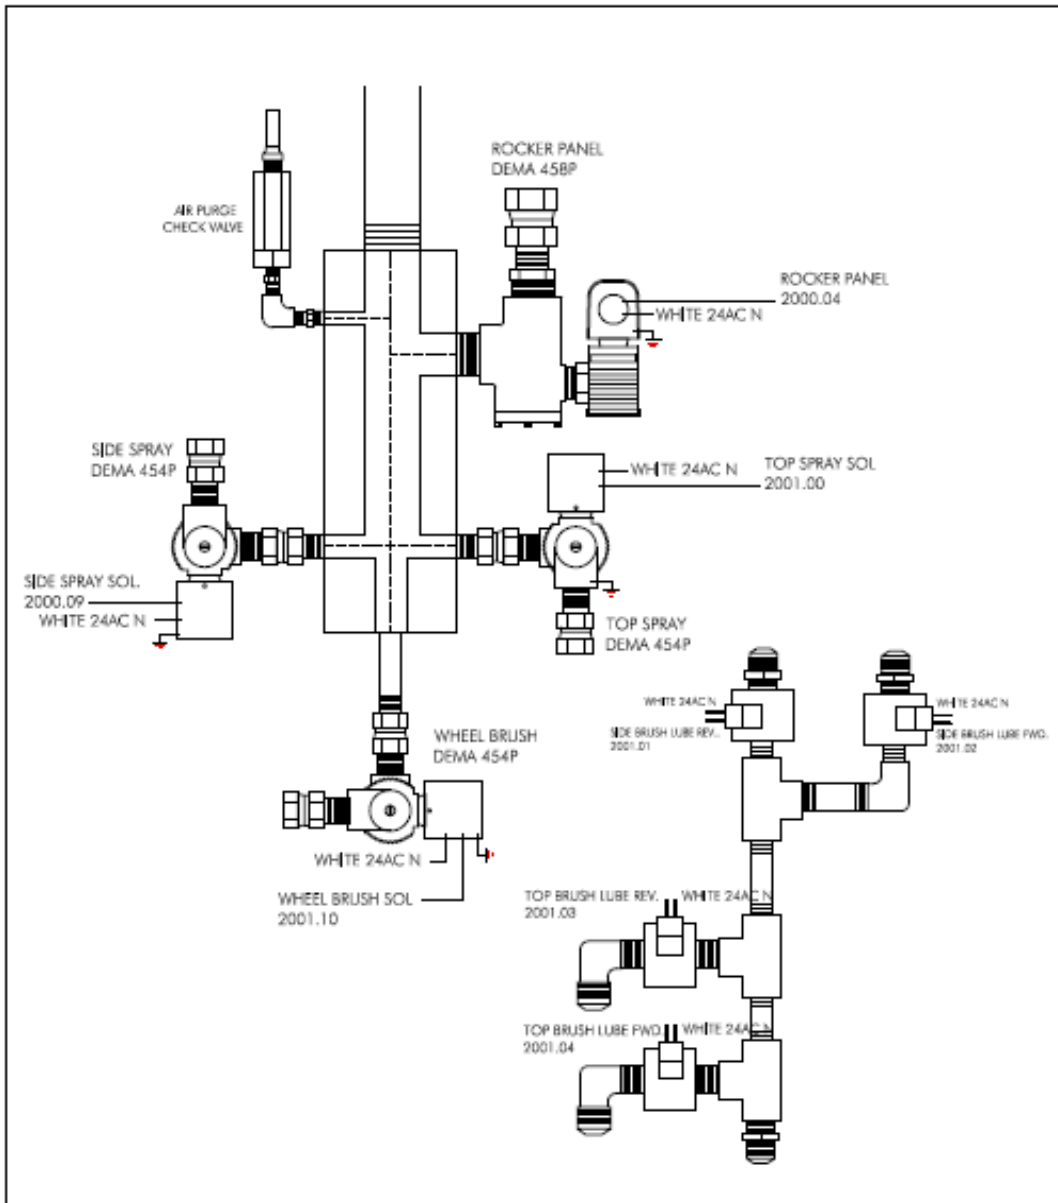 ROCKER PANEL
DEMA 458P
AIR PURGE
CHECK VALVE
ROCKER PANEL
2000.04
WHITE 24AC N
SIDE SPRAY
DEMA 454P
WHITE 24AC N
TOP SPRAY SOL
2001.00
SIDE SPRAY SOL.
2000.09
WHITE 24AC N
TOP SPRAY
DEMA 454P
WHEEL BRUSH
DEMA 454P
WHITE 24AC N
SIDE BRUSH LUBE REV..
2001.01
WHITE 24AC N
SIDE BRUSH LUBE FWD.
2001.02
WHITE 24AC N
WHEEL BRUSH SOL
2001.10
TOP BRUSH LUBE REV.
2001.03
WHITE 24AC N
TOP BRUSH LUBE FWD.
2001.04
WHITE 24AC N